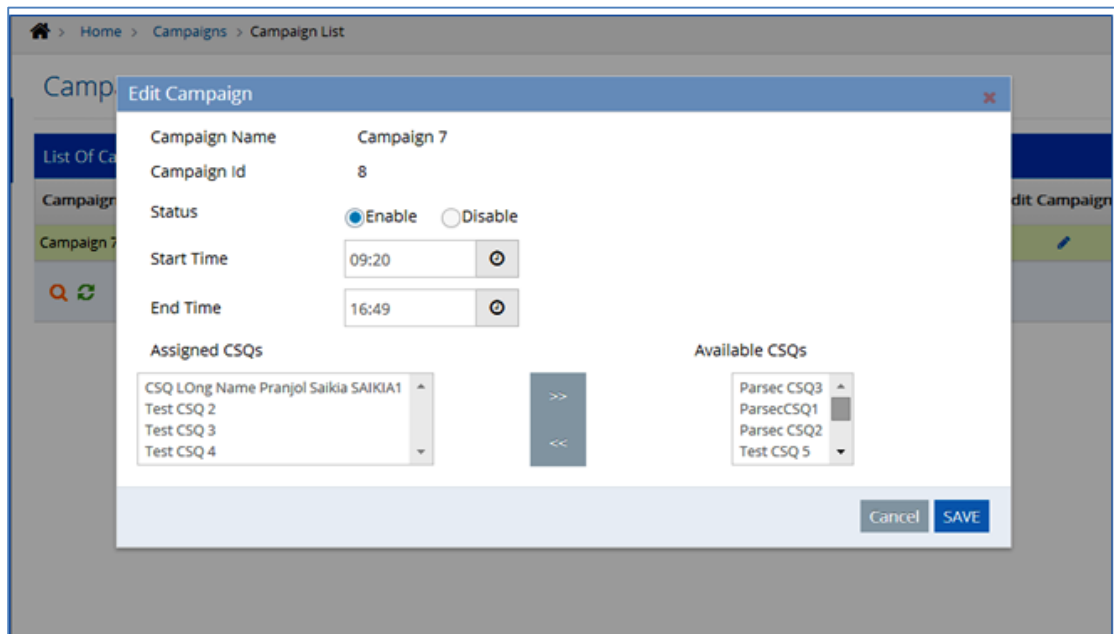 > Home > Campaigns > Campaign List
Camp
Edit Campaign
Campaign Name Campaign 7
List Of Ca
Campaign Id 8
Campaign
dit Campaign
Status Enable Disable
Campaign 7
Start Time 09:20
End Time 16:49
Assigned CSQs Available CSQs
CSQ LOng Name Pranjol Saikia SAIKIA1 >> Parsec CSQ3
Test CSQ 2 ParsecCSQ1
Test CSQ 3 << Parsec CSQ2
Test CSQ 4 Test CSQ 5
Cancel SAVE